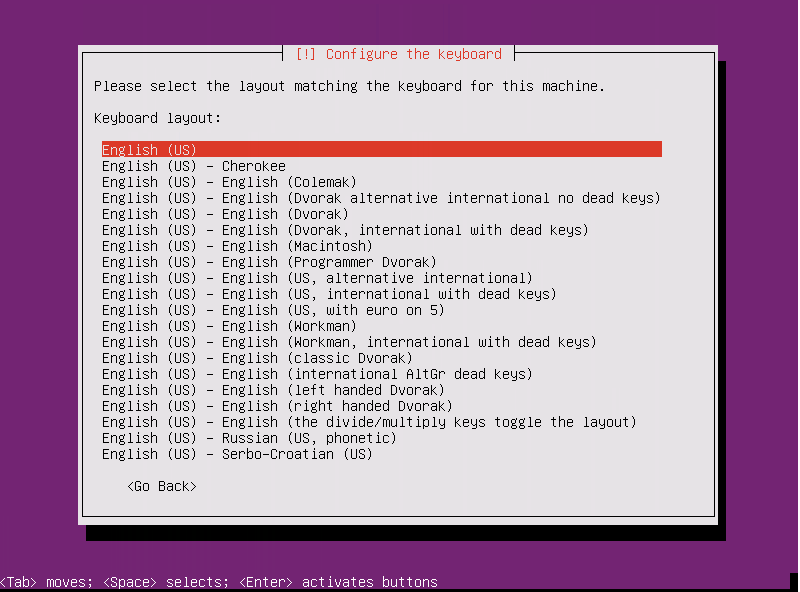 [!] Configure the keyboard
Please select the layout matching the keyboard for this machine.
Keyboard layout:
English (US)
English (US) - Cherokee
English (US) - English (Colemak)
English (US) - English (Dvorak alternative international no dead keys)
English (US) - English (Dvorak)
English (US) - English (Dvorak, international with dead keys)
English (US) - English (Macintosh)
English (US) - English (Programmer Dvorak)
English (US) - English (US, alternative international)
English (US) - English (US, international with dead keys)
English (US) - English (US, with euro on 5)
English (US) - English (Workman)
English (US) - English (Workman, international with dead keys)
English (US) - English (classic Dvorak)
English (US) - English (international AltGr dead keys)
English (US) - English (left handed Dvorak)
English (US) - English (right handed Dvorak)
English (US) - English (the divide/multiply keys toggle the layout)
English (US) - Russian (US, phonetic)
English (US) - Serbo-Croatian (US)
<Go Back>
<Tab> moves; <Space> selects; <Enter> activates buttons